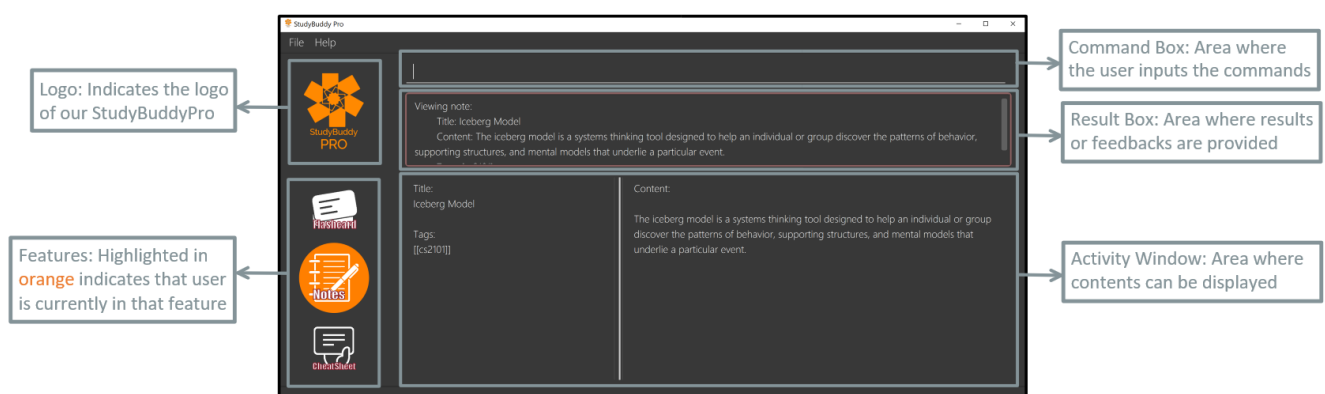 StudyBuddy Pro
File Help
Logo: Indicates the logo
of our StudyBuddyPro
StudyBuddy
PRO
Command Box: Area where
the user inputs the commands
Viewing note:
Title: Iceberg Model
Content: The iceberg model is a systems thinking tool designed to help an individual or group discover the patterns of behavior,
supporting structures, and mental models that underlie a particular event.
Result Box: Area where results
or feedbacks are provided
Features: Highlighted in
orange indicates that user
is currently in that feature
Flashcard
Notes
CheatSheet
Title:
Iceberg Model
Tags:
[[cs2101]]
Content:
The iceberg model is a systems thinking tool designed to help an individual or group
discover the patterns of behavior, supporting structures, and mental models that
underlie a particular event.
Activity Window: Area where
contents can be displayed